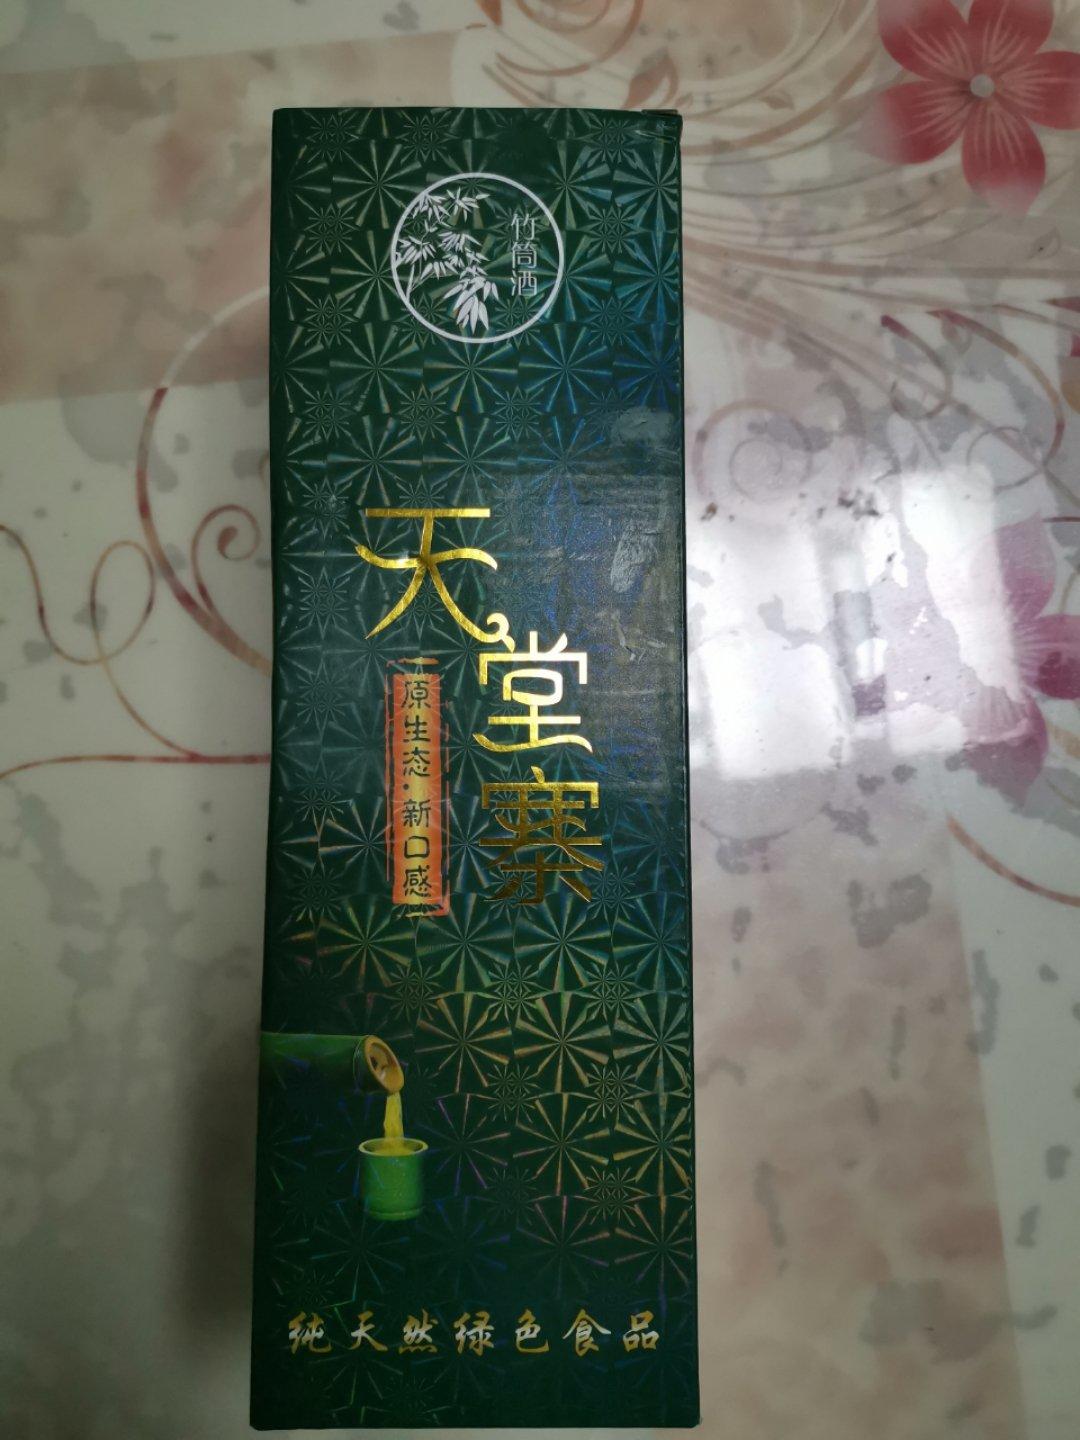 竹筒酒
天堂寨
原生态·新口感
纯天然绿色食品